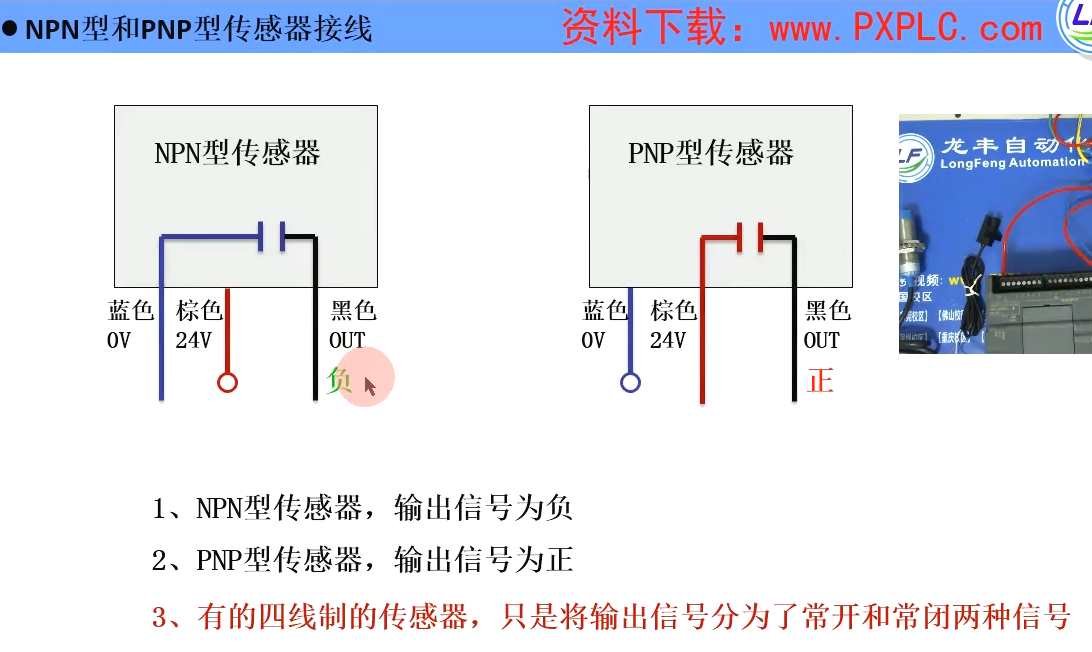 ● NPN型和PNP型传感器接线
资料下载：www.PXPLC.com
NPN型传感器
蓝色 棕色 黑色
0V 24V OUT
负
PNP型传感器
蓝色 棕色 黑色
0V 24V OUT
正
LF 龙丰自动化
LongFeng Automation
视频：
1、NPN型传感器，输出信号为负
2、PNP型传感器，输出信号为正
3、有的四线制的传感器，只是将输出信号分为了常开和常闭两种信号